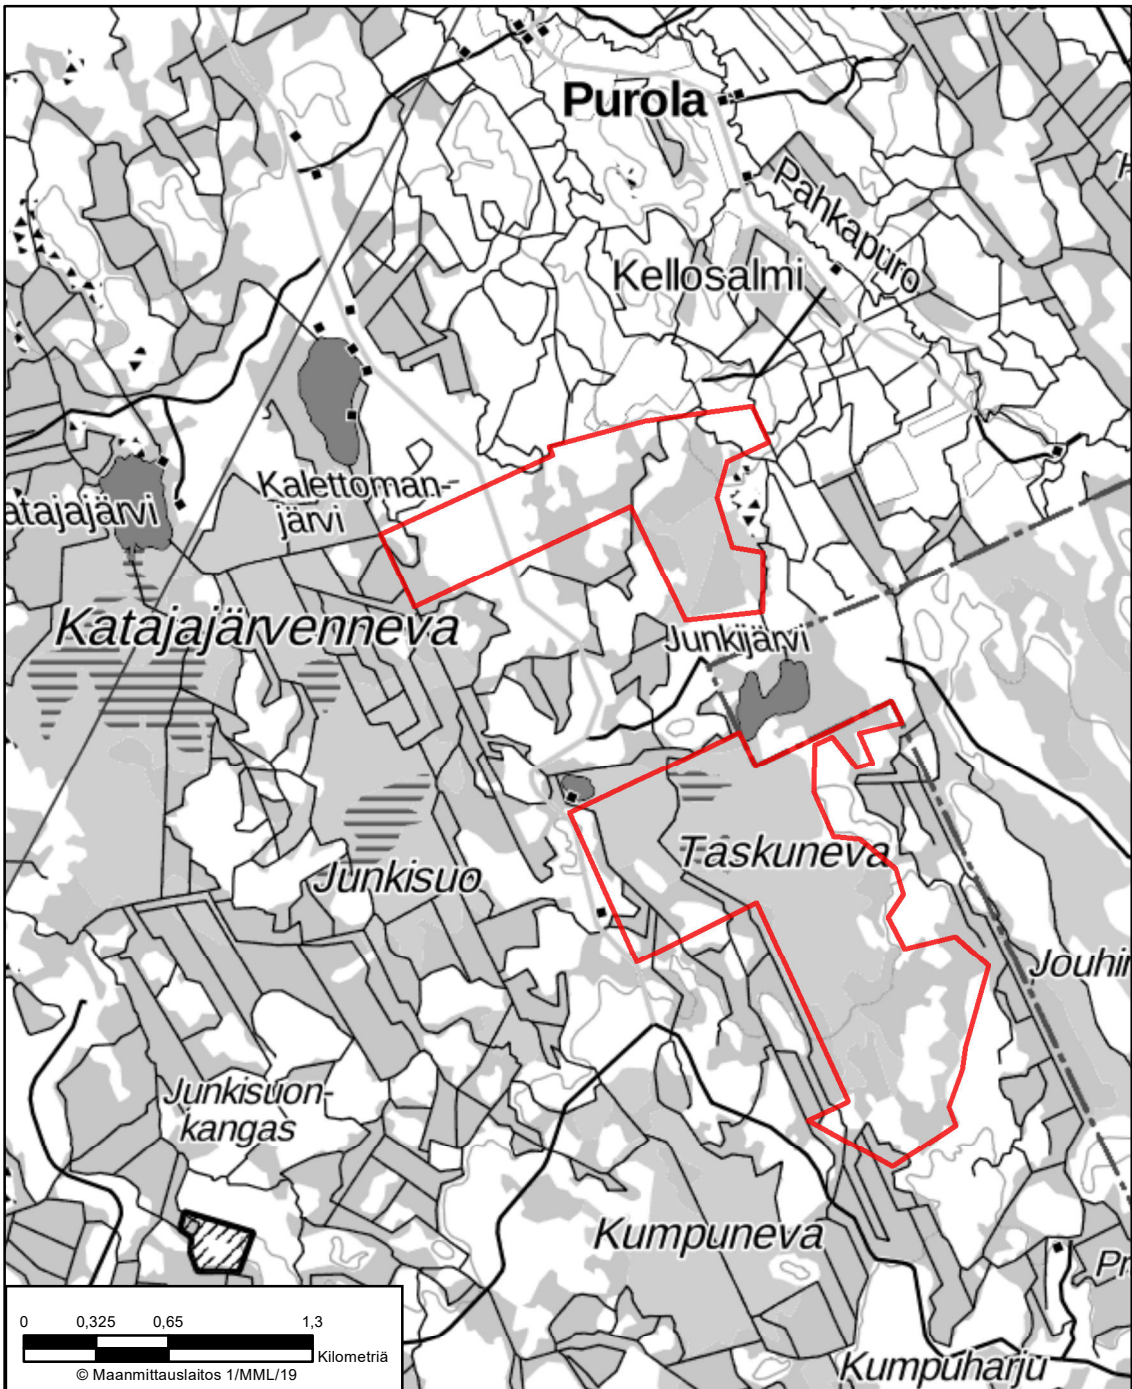 Purola
Pahkapuro
Kellosalmi
Kalettoman-
järvi
atajajärvi
Katajajärvenneva
Junkijärvi
Taskuneva
Junkisuo
Jouhin
Junkisuon-
kangas
Kumpuneva
Pr
Kumpuharju
0 0,325 0,65 1,3
Kilometriä
© Maanmittauslaitos 1/MML/19